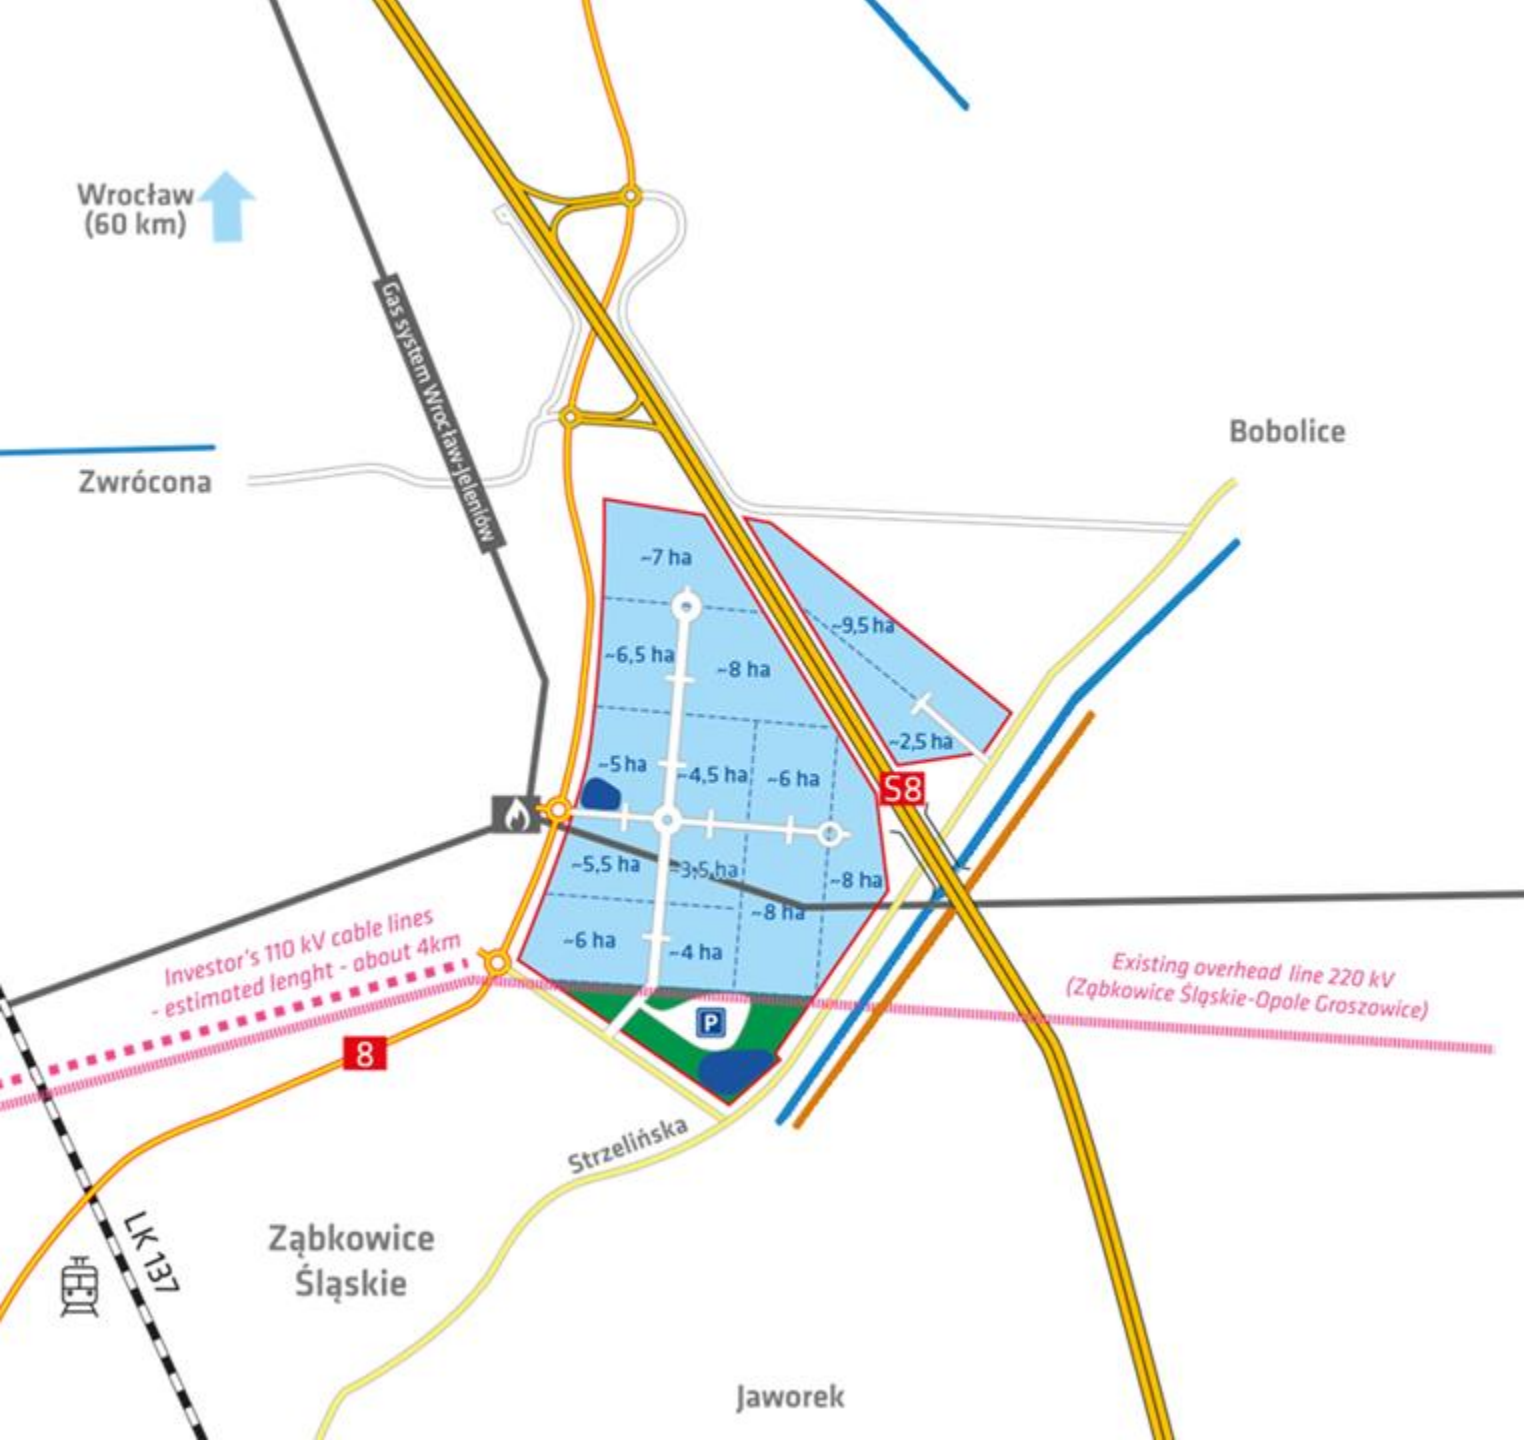 Wrocław
(60 km)
Gas system Wrocław-Jeleniów
Bobolice
Zwrócona
~7 ha
~9,5 ha
~6,5 ha
~8 ha
~2,5 ha
~5 ha
~4,5 ha
~6 ha
S8
~5,5 ha
~3,5 ha
~8 ha
~8 ha
~6 ha
~4 ha
Investor's 110 kV cable lines
- estimated lenght - about 4km
Existing overhead line 220 kV
(Ząbkowice Śląskie-Opole Groszowice)
P
8
Strzelińska
LK 137
Ząbkowice
Śląskie
Jaworek